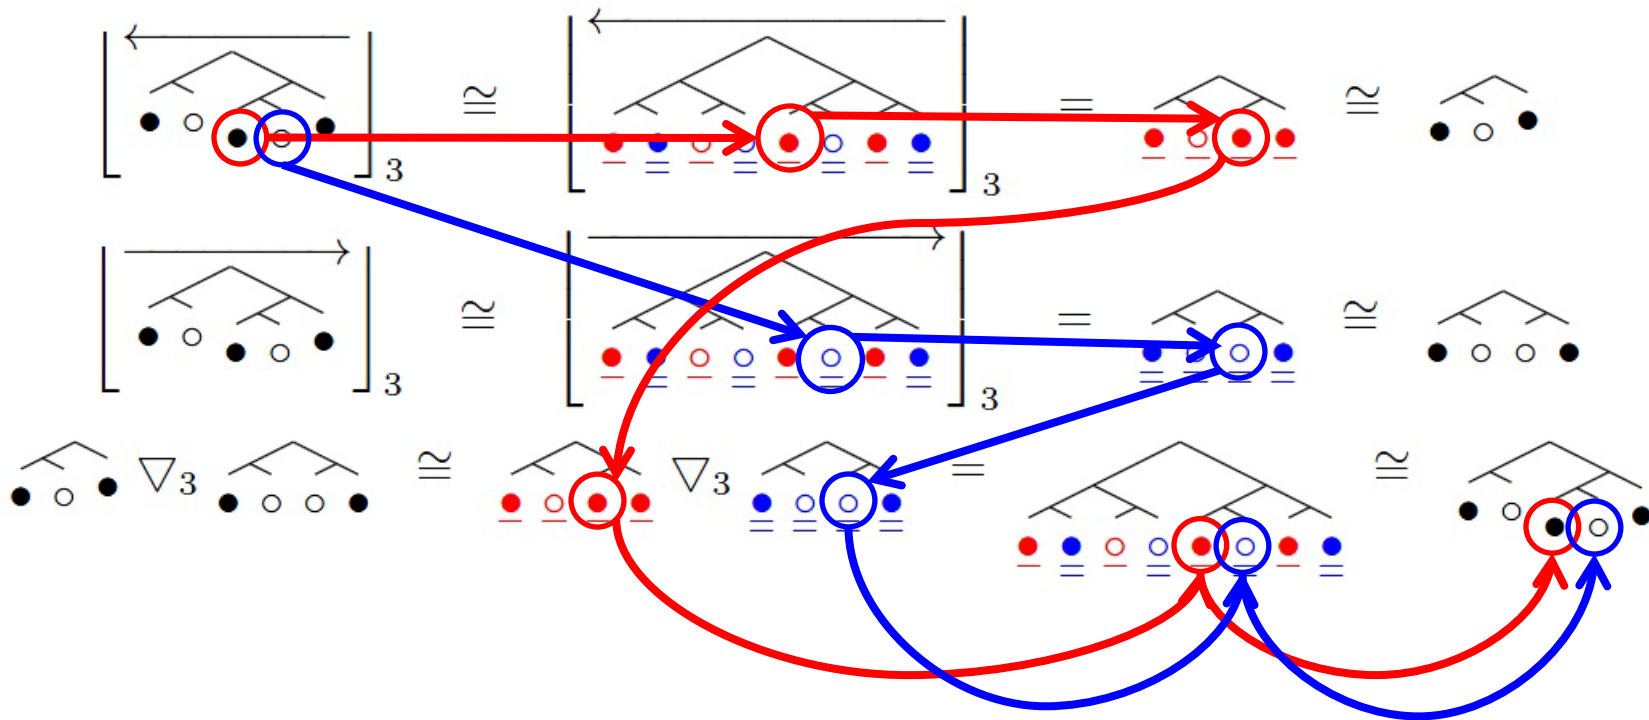 3 ≅ 3 = ≅
3 ≅ 3 = ≅
▽3 ≅ ▽3 = ≅